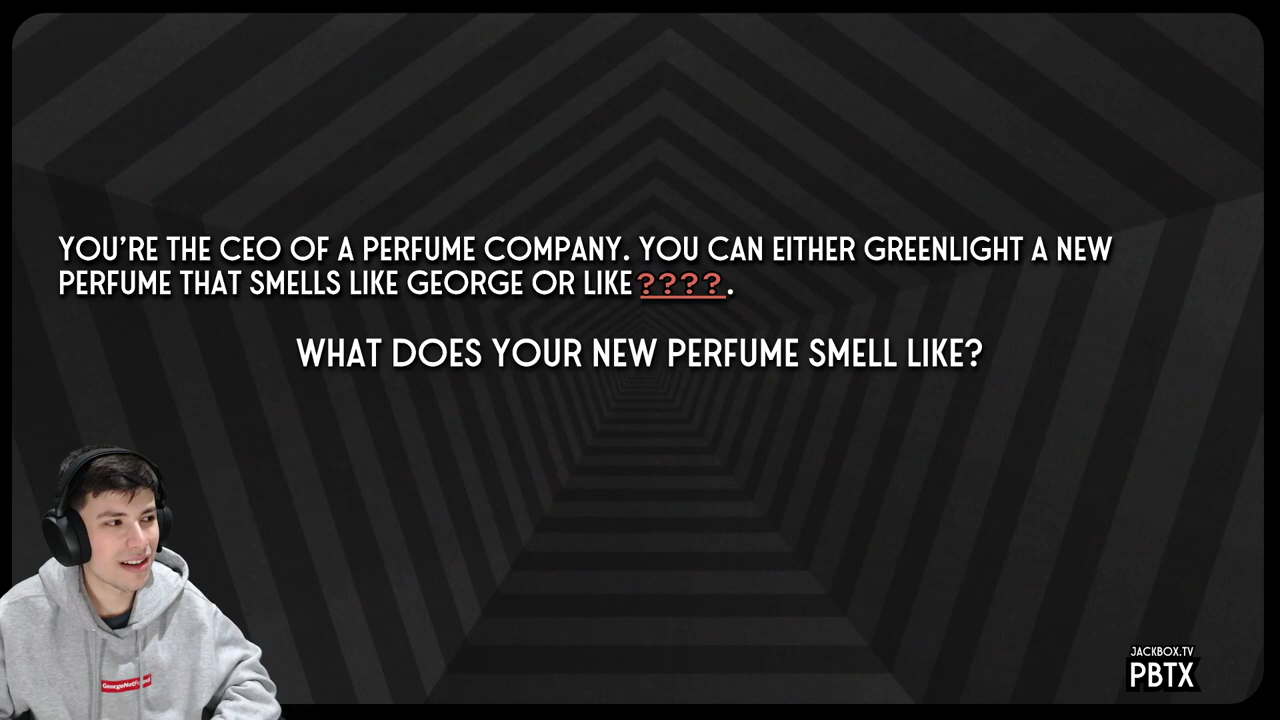 YOU'RE THE CEO OF A PERFUME COMPANY. YOU CAN EITHER GREENLIGHT A NEW
PERFUME THAT SMELLS LIKE GEORGE OR LIKE ????.
WHAT DOES YOUR NEW PERFUME SMELL LIKE?
GeorgeNotFound
JACKBOX.TV
PBTX